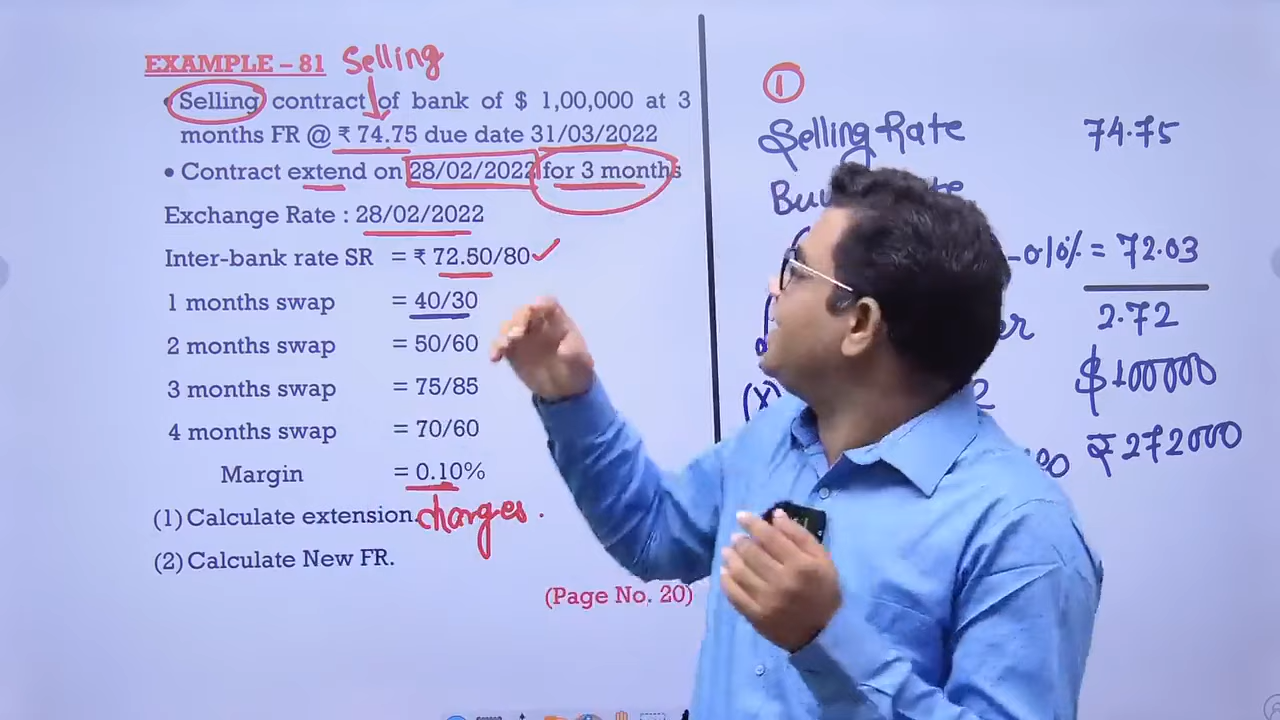 EXAMPLE – 81 Selling
• Selling contract of bank of $ 1,00,000 at 3
months FR @ ₹ 74.75 due date 31/03/2022
• Contract extend on 28/02/2022 for 3 months
Exchange Rate : 28/02/2022
Inter-bank rate SR = ₹ 72.50/80 ✓
1 months swap = 40/30
2 months swap = 50/60
3 months swap = 75/85
4 months swap = 70/60
Margin = 0.10%
(1) Calculate extension. charges.
(2) Calculate New FR.
(Page No. 20)
①
Selling Rate 74.75
-01% = 72.03
2.72
$100000
₹272000